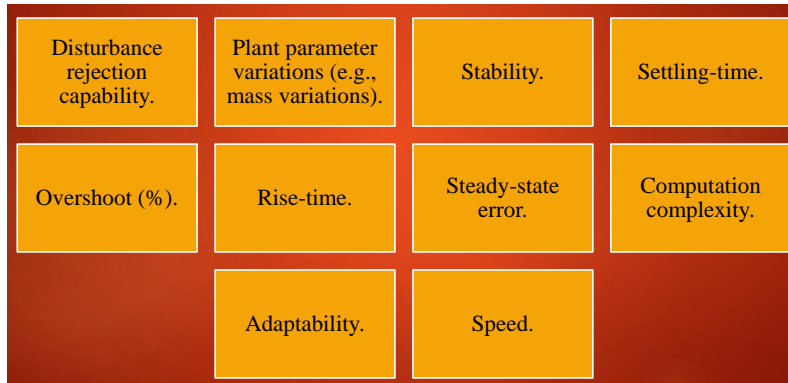 Disturbance
rejection
capability.
Plant parameter
variations (e.g.,
mass variations).
Stability.
Settling-time.
Overshoot (%).
Rise-time.
Steady-state
error.
Computation
complexity.
Adaptability.
Speed.